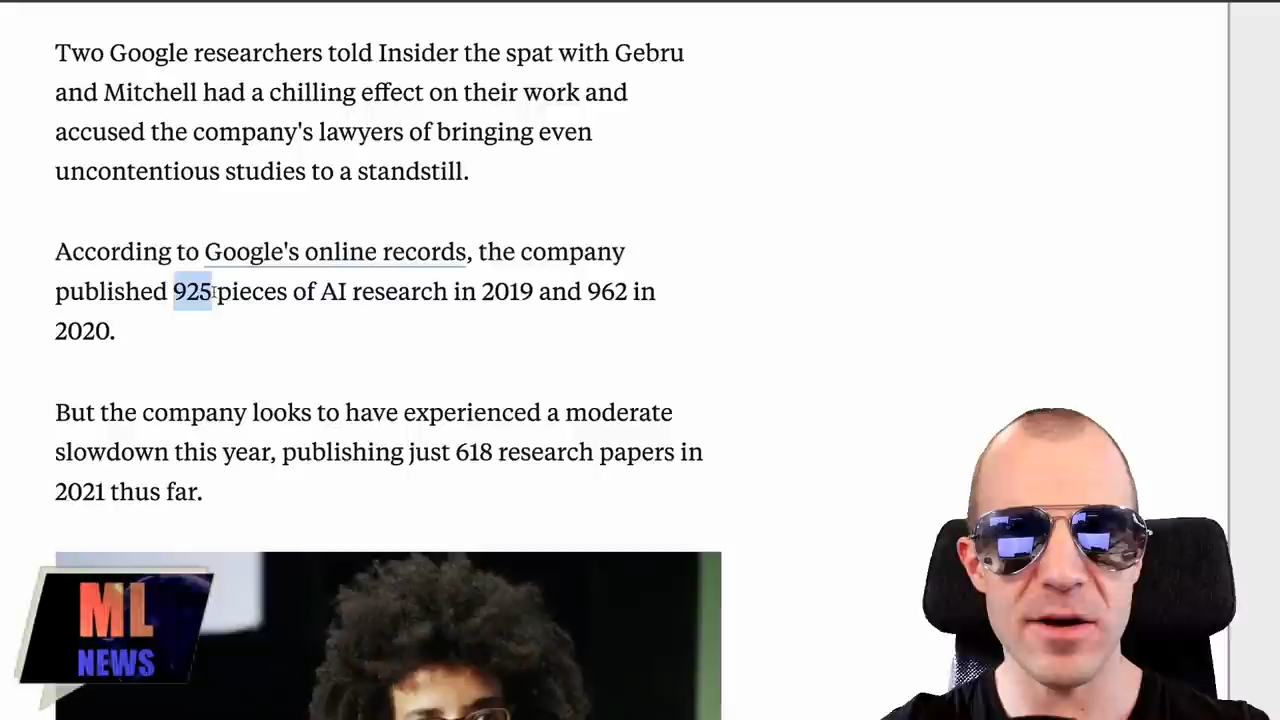 Two Google researchers told Insider the spat with Gebru
and Mitchell had a chilling effect on their work and
accused the company's lawyers of bringing even
uncontentious studies to a standstill.
According to Google's online records, the company
published 925 pieces of AI research in 2019 and 962 in
2020.
But the company looks to have experienced a moderate
slowdown this year, publishing just 618 research papers in
2021 thus far.
ML
NEWS